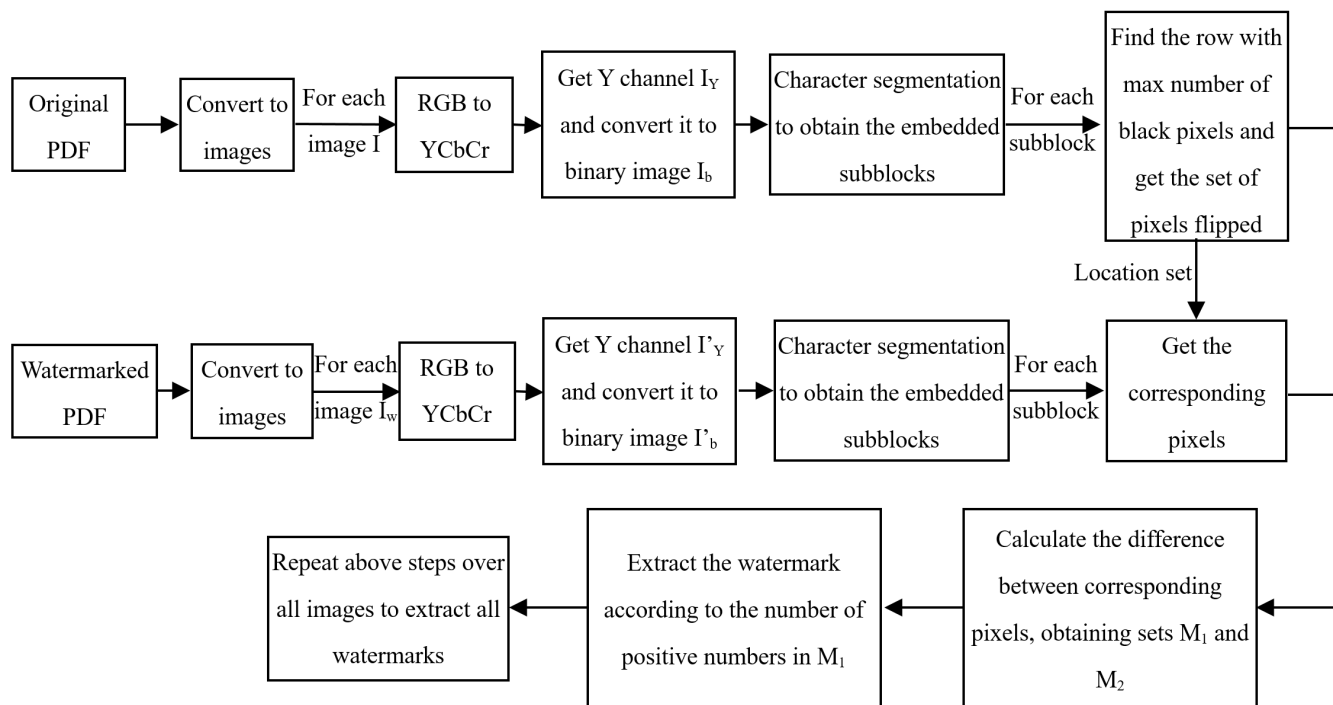 Original
PDF
Convert to
images
For each
image I
RGB to
YCbCr
Get Y channel I_Y
and convert it to
binary image I_b
Character segmentation
to obtain the embedded
subblocks
For each
subblock
Find the row with
max number of
black pixels and
get the set of
pixels flipped
Location set
Watermarked
PDF
Convert to
images
For each
image I_w
RGB to
YCbCr
Get Y channel I’_Y
and convert it to
binary image I’_b
Character segmentation
to obtain the embedded
subblocks
For each
subblock
Get the
corresponding
pixels
Calculate the difference
between corresponding
pixels, obtaining sets M₁ and
M₂
Extract the watermark
according to the number of
positive numbers in M₁
Repeat above steps over
all images to extract all
watermarks